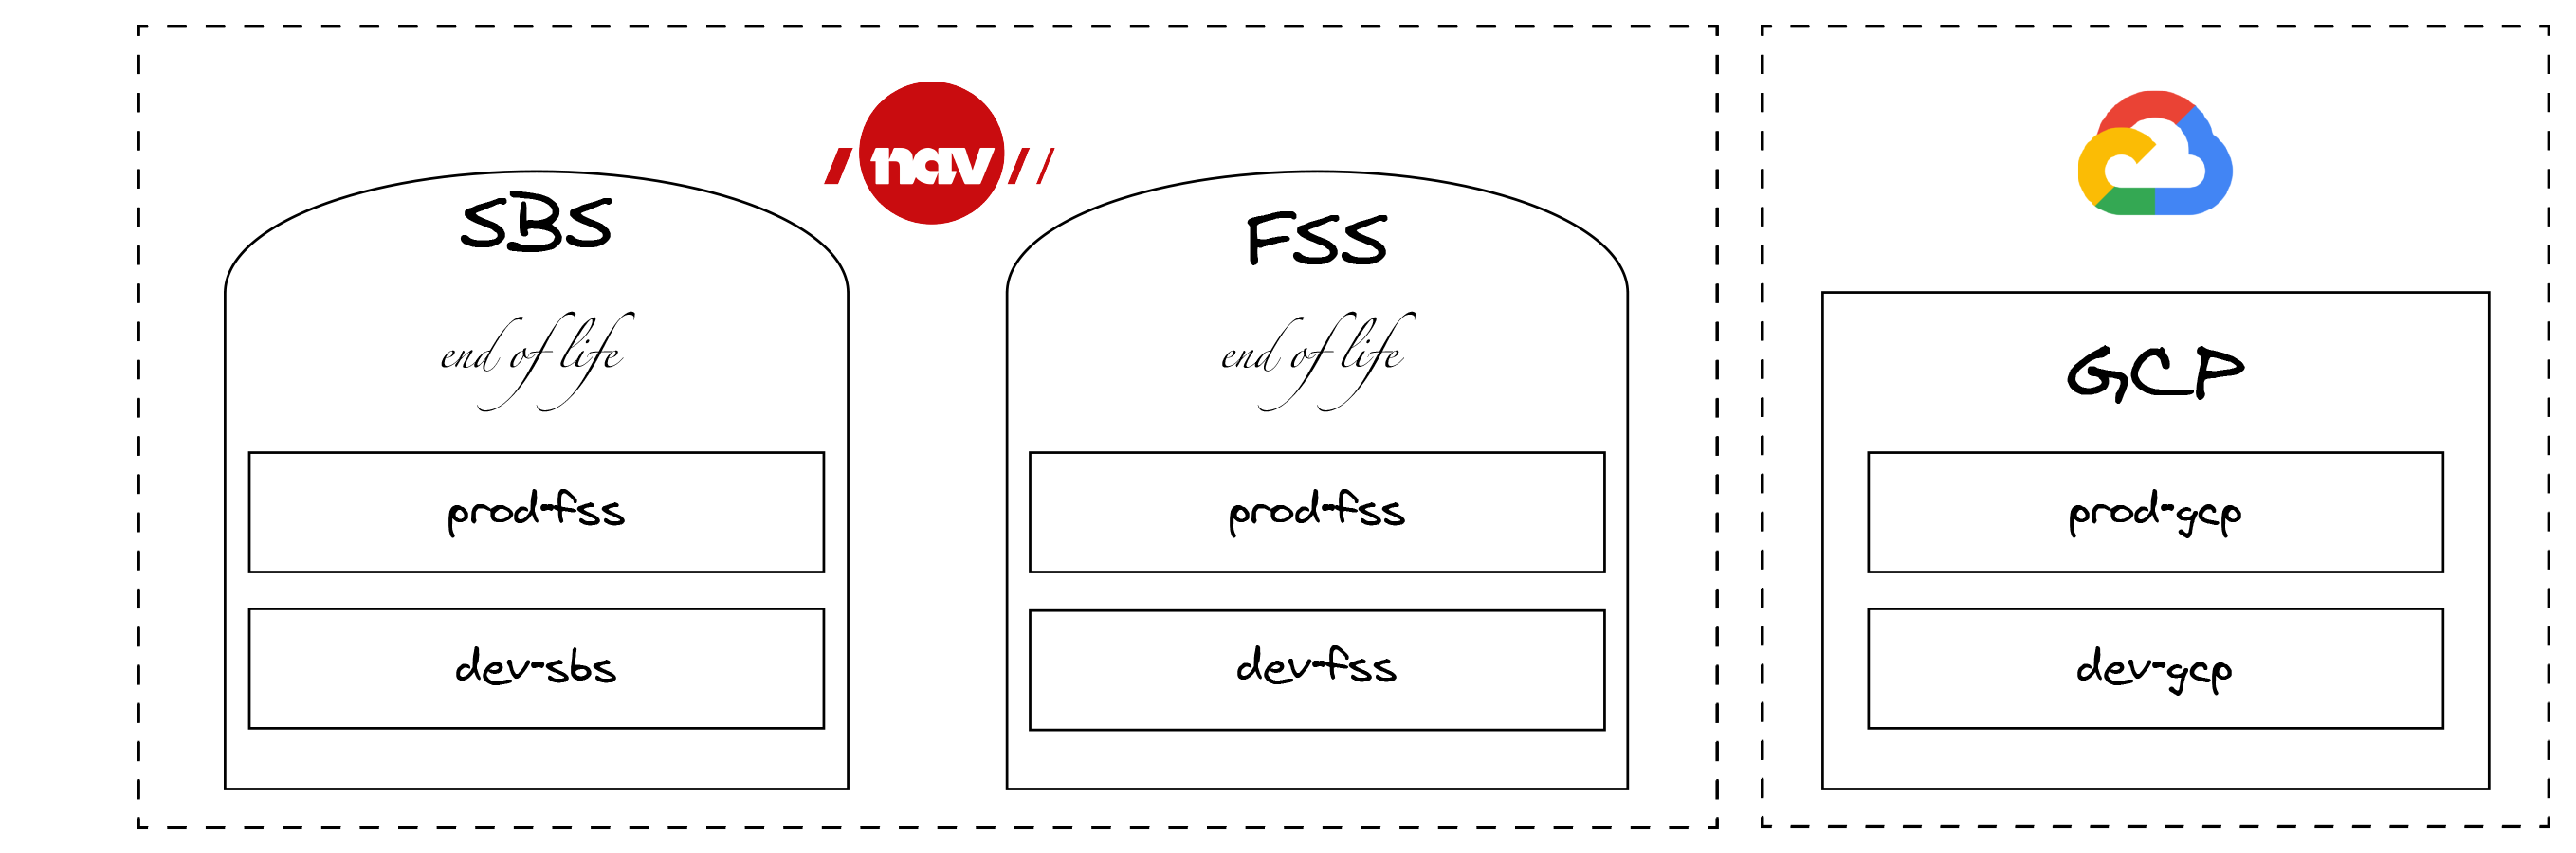 nav
SBS
end of life
prod-fss
dev-sbs
FSS
end of life
prod-fss
dev-fss
GCP
prod-gcp
dev-gcp